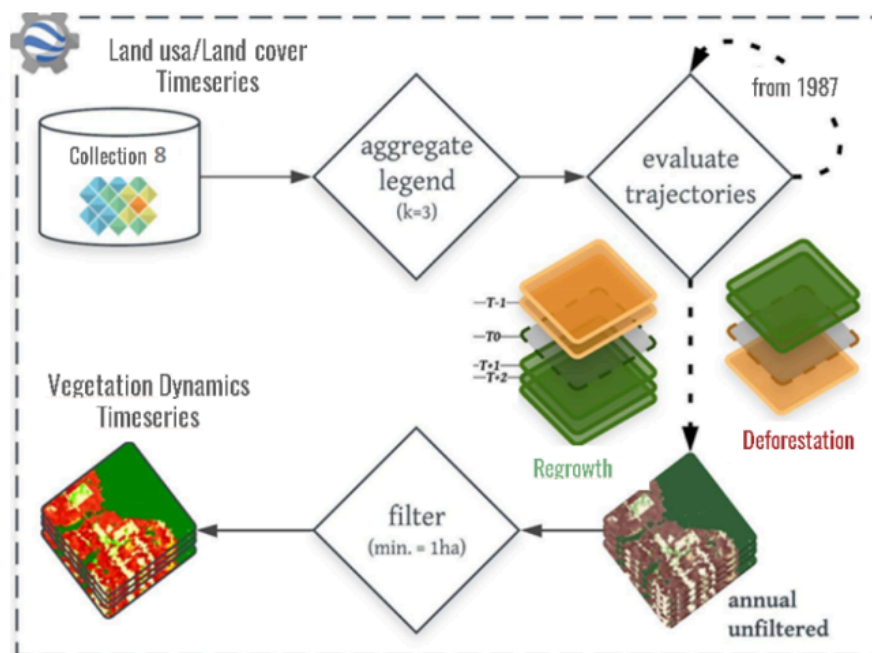 Land usa/Land cover
Timeseries
Collection 8
aggregate
legend
(k=3)
evaluate
trajectories
from 1987
T-1
T0
T+1
T+2
Regrowth
Deforestation
Vegetation Dynamics
Timeseries
filter
(min. = 1ha)
annual
unfiltered